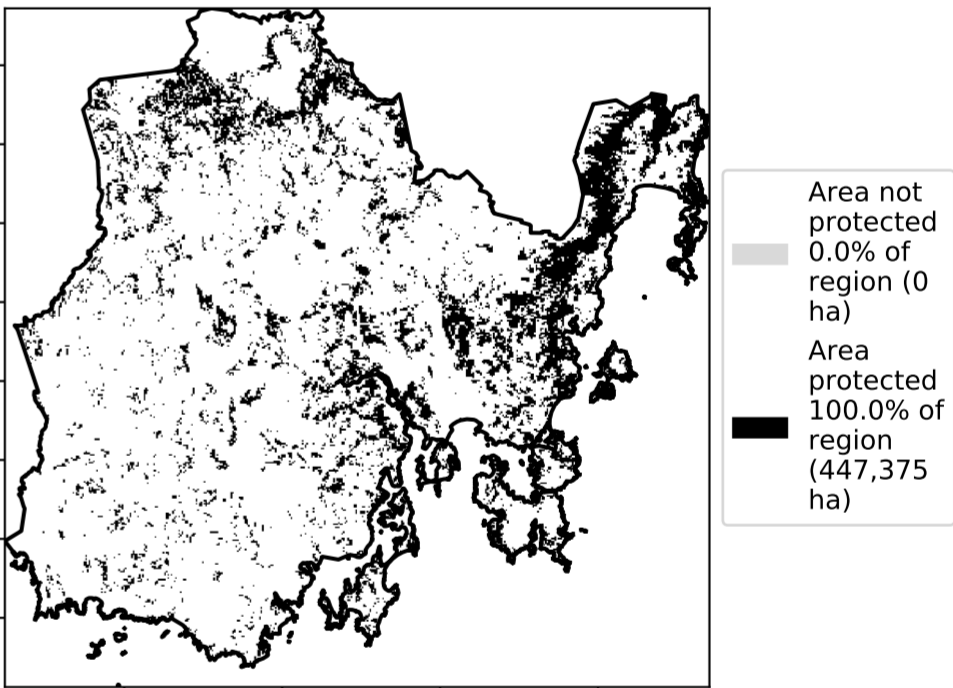 Area not
protected
0.0% of
region (0
ha)
Area
protected
100.0% of
region
(447,375
ha)